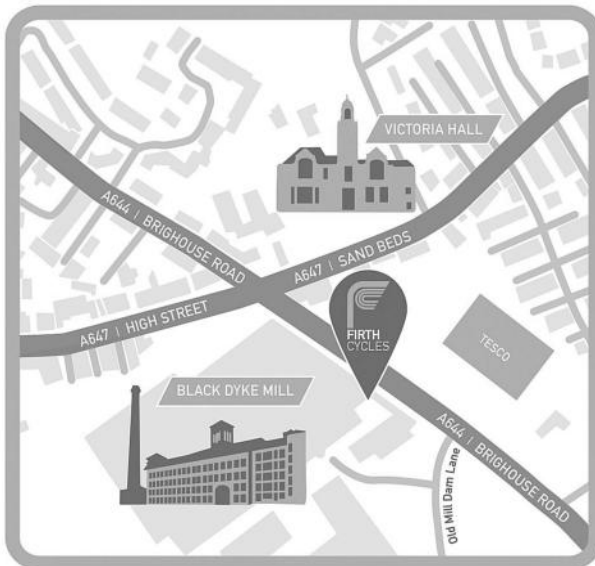 VICTORIA HALL
A644 | BRIGHOUSE ROAD
A647 | SAND BEDS
A647 | HIGH STREET
FIRTH
CYCLES
TESCO
BLACK DYKE MILL
A644 | BRIGHOUSE ROAD
Old Mill Dam Lane